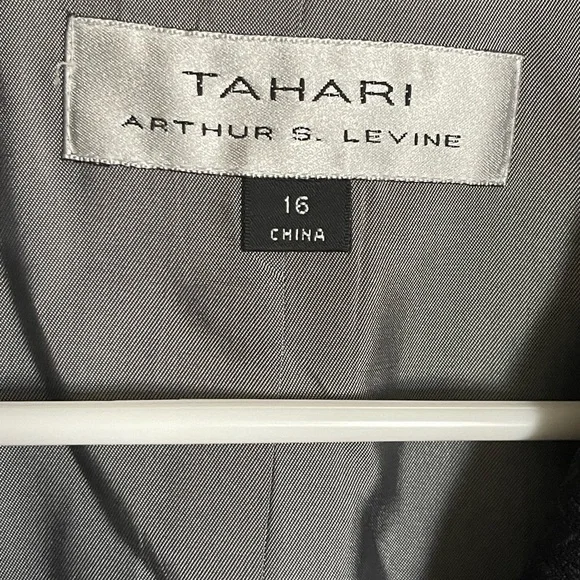 TAHARI
ARTHUR S. LEVINE
16
CHINA